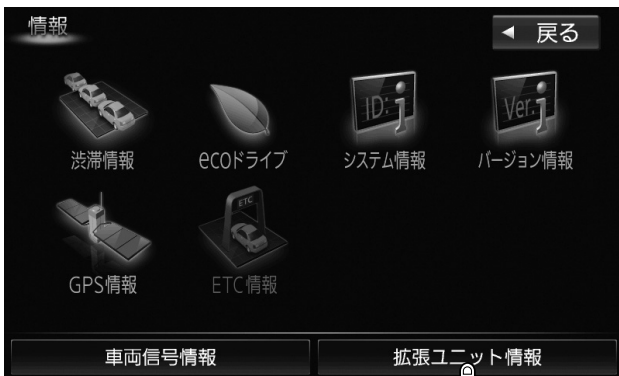 情報
戻る
渋滞情報
ecoドライブ
ID:i
システム情報
Ver.i
バージョン情報
GPS情報
ETC
ETC情報
車両信号情報
拡張ユニット情報